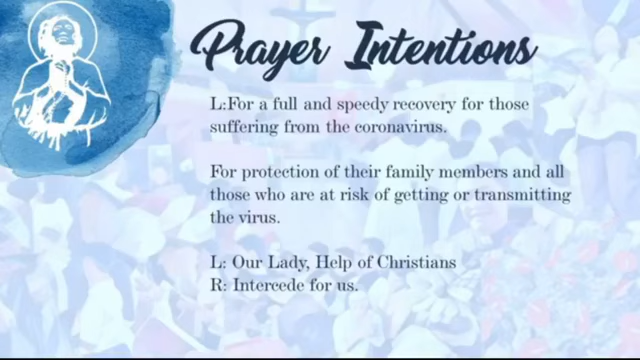 Prayer Intentions
L:For a full and speedy recovery for those
suffering from the coronavirus.
For protection of their family members and all
those who are at risk of getting or transmitting
the virus.
L: Our Lady, Help of Christians
R: Intercede for us.